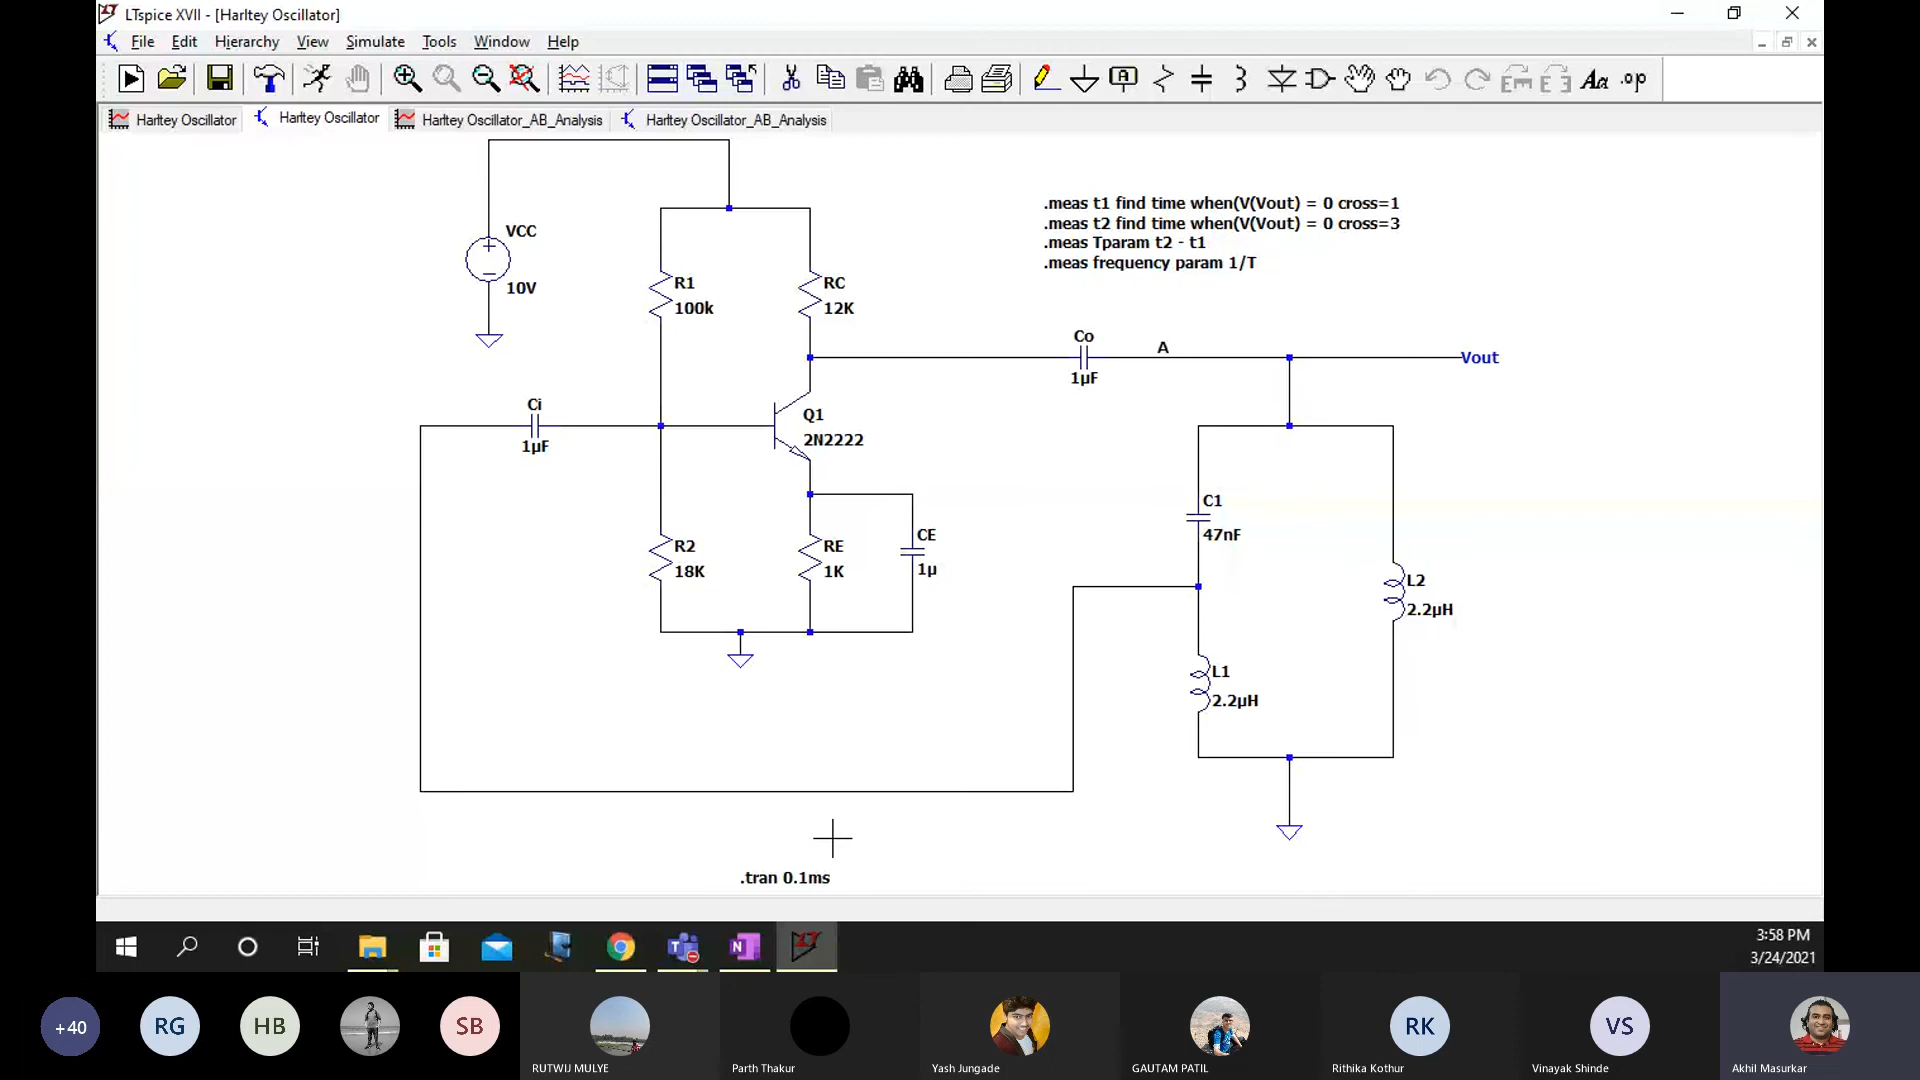 LTspice XVII - [Harltey Oscillator]
File Edit Hierarchy View Simulate Tools Window Help
A Aa .op
Harltey Oscillator Harltey Oscillator Harltey Oscillator_AB_Analysis Harltey Oscillator_AB_Analysis
.meas t1 find time when(V(Vout) = 0 cross=1
.meas t2 find time when(V(Vout) = 0 cross=3
.meas Tparam t2 - t1
.meas frequency param 1/T
VCC
10V
R1
100k
RC
12K
Co
1µF
A
Vout
Ci
1µF
Q1
2N2222
C1
47nF
R2
18K
RE
1K
CE
1µ
L2
2.2µH
L1
2.2µH
.tran 0.1ms
3:58 PM
3/24/2021
+40 RG HB SB RK VS
RUTWIJ MULYE Parth Thakur Yash Jungade GAUTAM PATIL Rithika Kothur Vinayak Shinde Akhil Masurkar